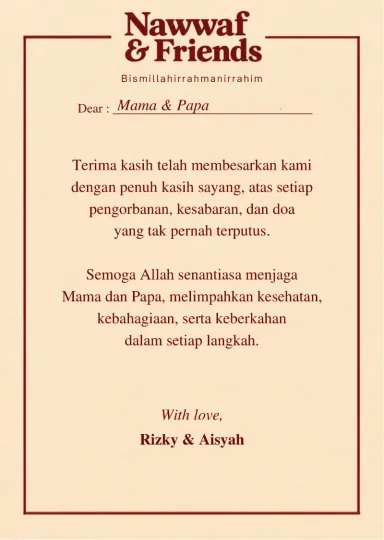 Nawwaf
& Friends
Bismillahirrahmanirrahim
Dear : Mama & Papa
Terima kasih telah membesarkan kami
dengan penuh kasih sayang, atas setiap
pengorbanan, kesabaran, dan doa
yang tak pernah terputus.
Semoga Allah senantiasa menjaga
Mama dan Papa, melimpahkan kesehatan,
kebahagiaan, serta keberkahan
dalam setiap langkah.
With love,
Rizky & Aisyah